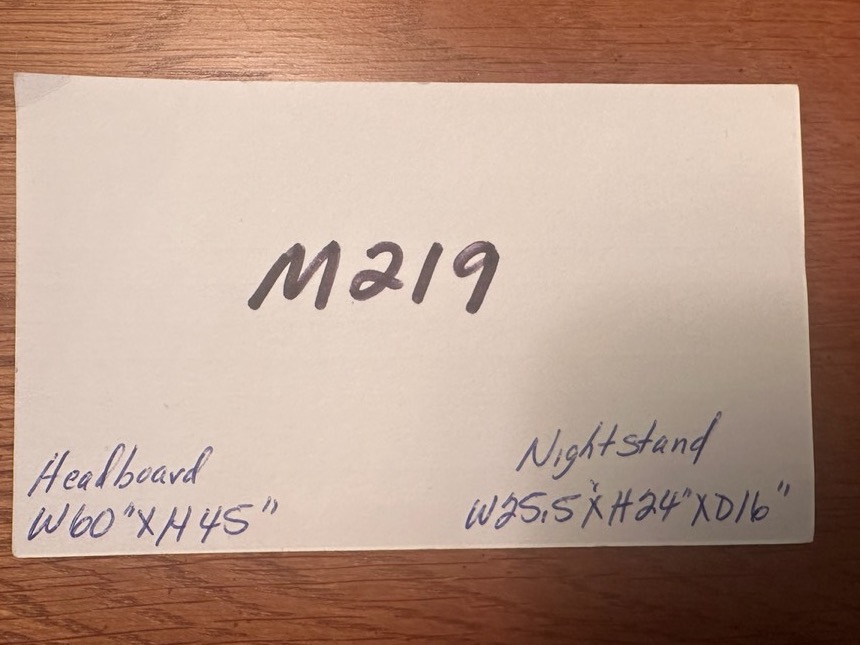 M219
Headboard
W60"XH45"
Nightstand
W25.5"XH24"XD16"